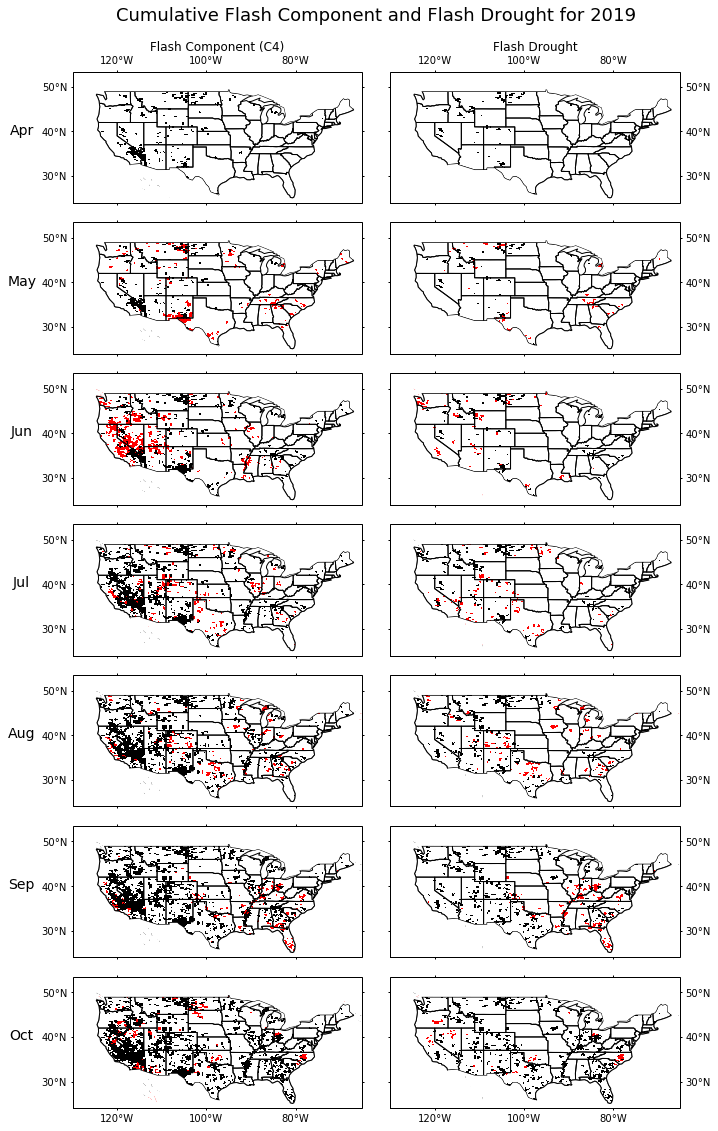 Cumulative Flash Component and Flash Drought for 2019
Flash Component (C4) Flash Drought
120°W 100°W 80°W 120°W 100°W 80°W
50°N 50°N
Apr 40°N 40°N
30°N 30°N
50°N 50°N
May 40°N 40°N
30°N 30°N
50°N 50°N
Jun 40°N 40°N
30°N 30°N
50°N 50°N
Jul 40°N 40°N
30°N 30°N
50°N 50°N
Aug 40°N 40°N
30°N 30°N
50°N 50°N
Sep 40°N 40°N
30°N 30°N
50°N 50°N
Oct 40°N 40°N
30°N 30°N
120°W 100°W 80°W 120°W 100°W 80°W